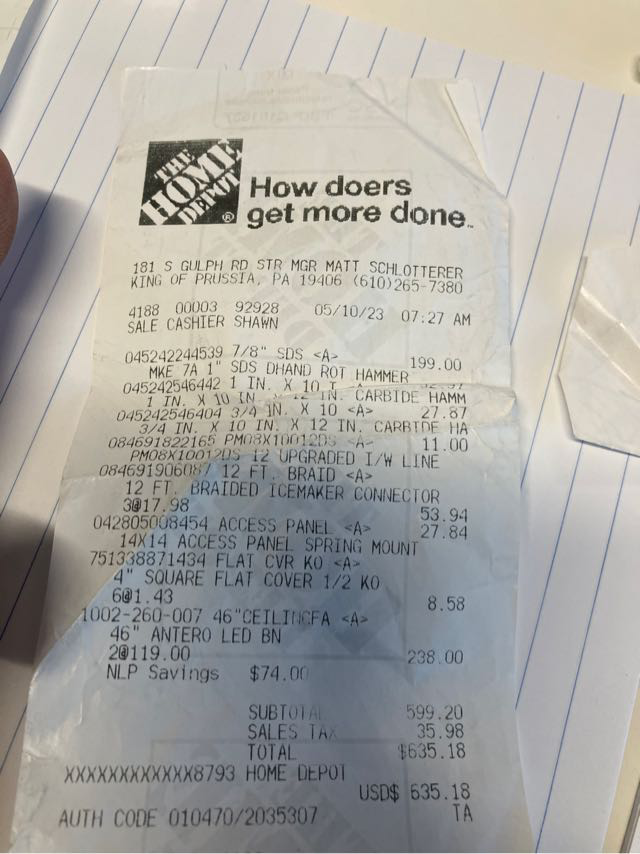 THE
HOME
DEPOT®
How doers
get more done™
181 S GULPH RD STR MGR MATT SCHLOTTERER
KING OF PRUSSIA, PA 19406 (610)265-7380
4188 00003 92928 05/10/23 07:27 AM
SALE CASHIER SHAWN
045242244539 7/8" SDS <A> 199.00
MKE 7A 1" SDS DHAND ROT HAMMER
045242546442 1 IN. X 10 I
1 IN. X 10 IN. IN. CARBIDE HAMM
045242546404 3/4 IN. X 10 <A> 27.87
3/4 IN. X 10 IN. X 12 IN. CARBIDE HA
084691822165 PM08X10012DS <A> 11.00
PM08X10012DS 12 UPGRADED I/W LINE
084691906087 12 FT. BRAID <A>
12 FT. BRAIDED ICEMAKER CONNECTOR
3@17.98 53.94
042805008454 ACCESS PANEL <A> 27.84
14X14 ACCESS PANEL SPRING MOUNT
751338871434 FLAT CVR KO <A>
4" SQUARE FLAT COVER 1/2 KO
6@1.43 8.58
1002-260-007 46"CEILINGFA <A>
46" ANTERO LED BN
2@119.00 238.00
NLP Savings $74.00
SUBTOTAL 599.20
SALES TAX 35.98
TOTAL $635.18
XXXXXXXXXXXX8793 HOME DEPOT
USD$ 635.18
AUTH CODE 010470/2035307 TA